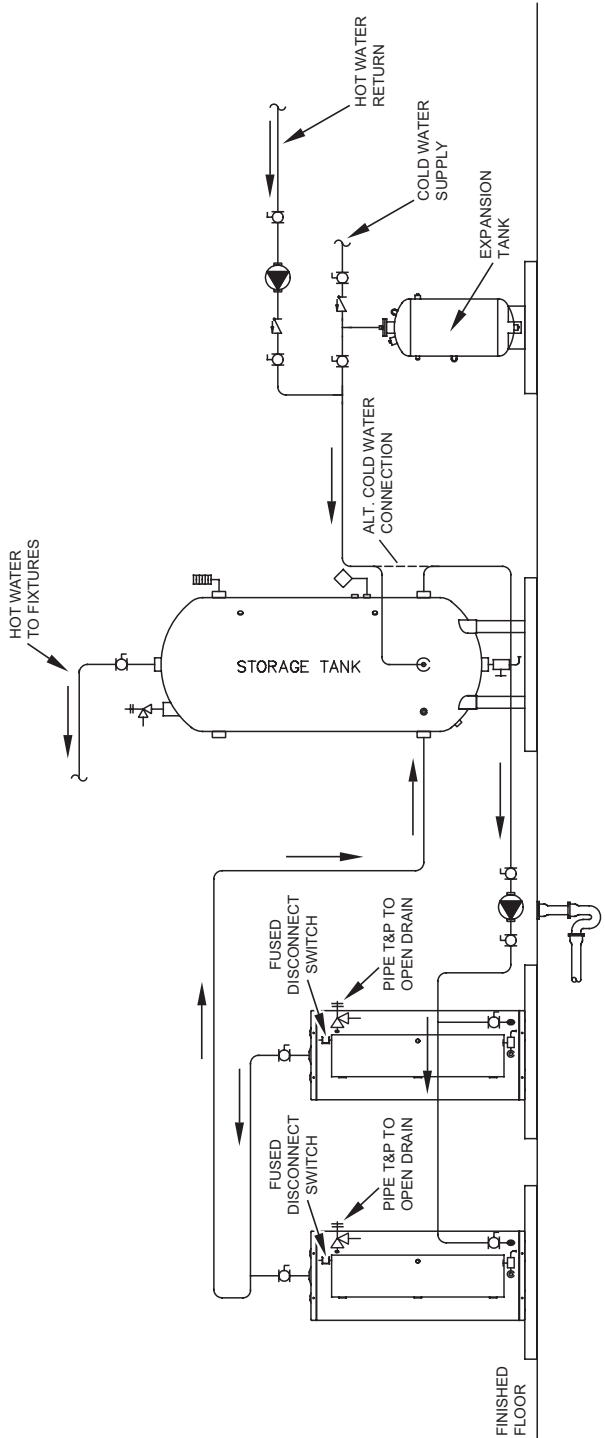 HOT WATER
TO FIXTURES
HOT WATER
RETURN
COLD WATER
SUPPLY
EXPANSION
TANK
ALT. COLD WATER
CONNECTION
STORAGE TANK
FUSED
DISCONNECT
SWITCH
PIPE T&P TO
OPEN DRAIN
FUSED
DISCONNECT
SWITCH
PIPE T&P TO
OPEN DRAIN
FINISHED
FLOOR